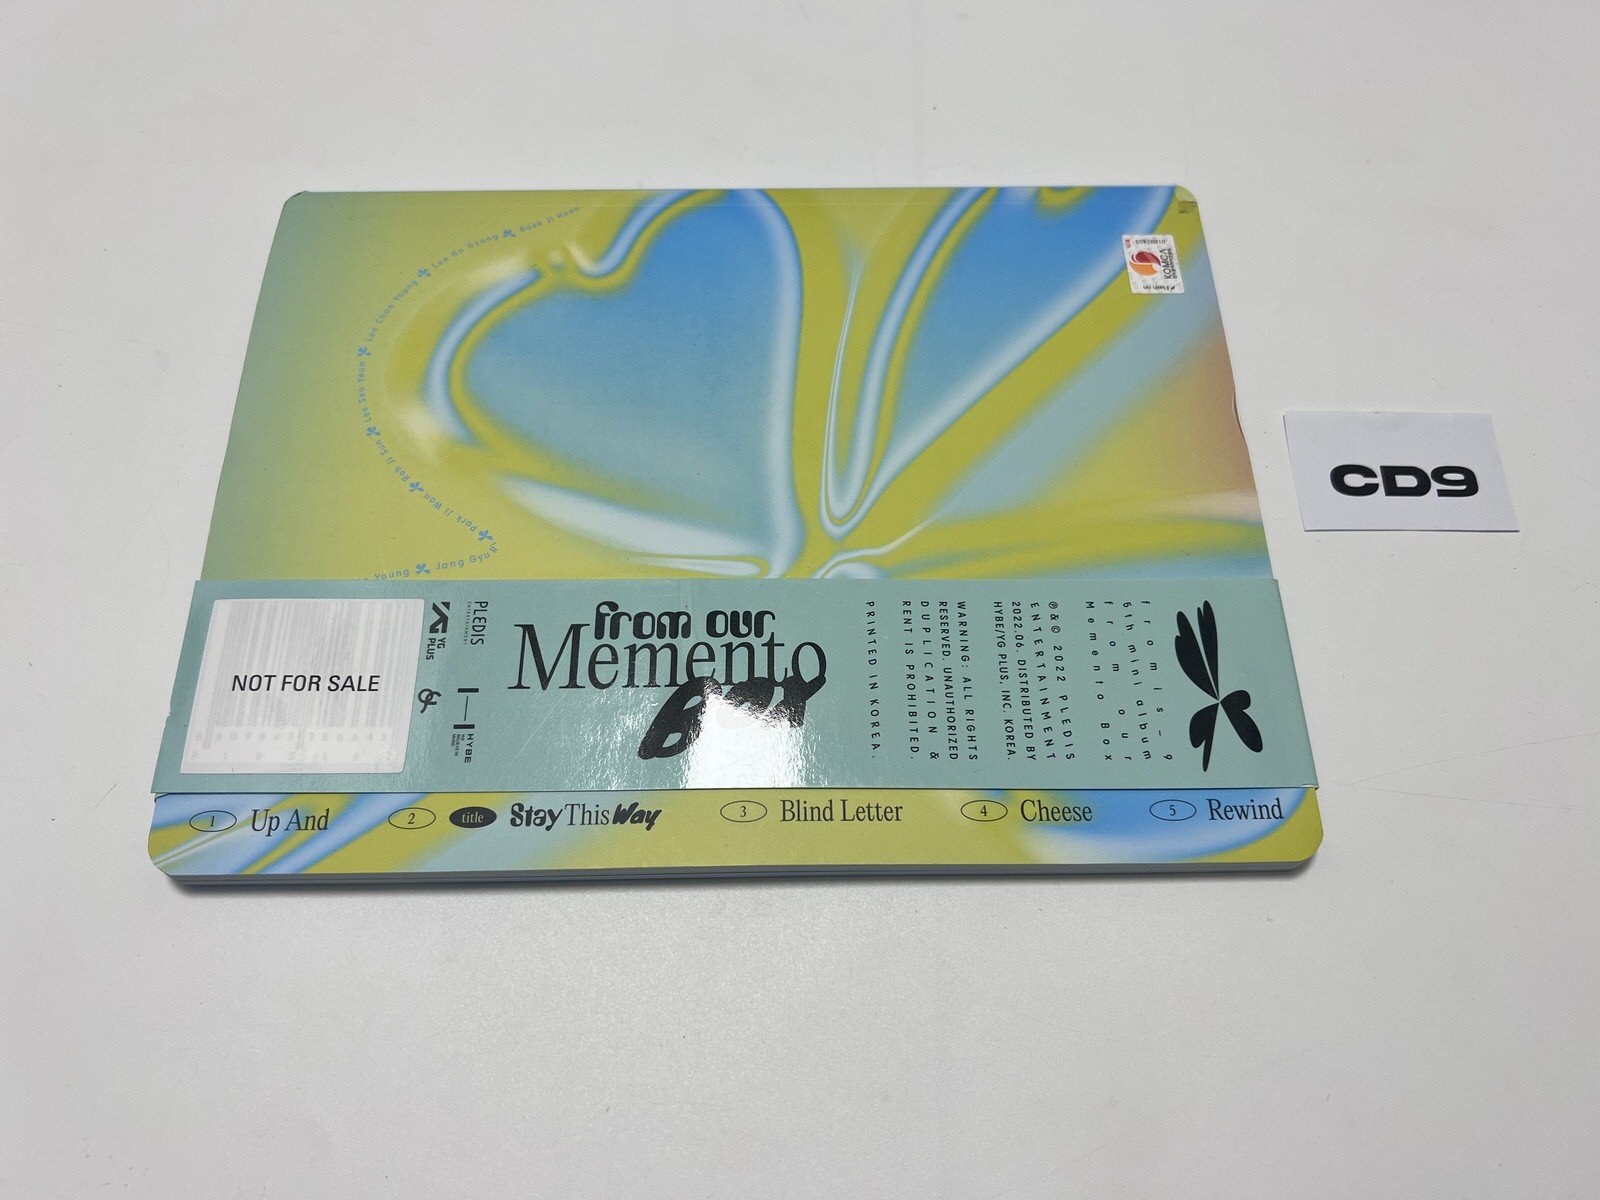 Baek Ji Heon
Lee Na Gyung
Lee Chae Young
Lee Seo Yeon
Roh Ji Sun
Park Ji Won
Jang Gyu
Young
KOMCA
CD9
NOT FOR SALE
YG
PLUS
PLEDIS
ENTERTAINMENT
HYBE
from our
Memento
Box
PRINTED IN KOREA.
WARNING: ALL RIGHTS
RESERVED. UNAUTHORIZED
DUPLICATION &
RENT IS PROHIBITED.
℗&© 2022 PLEDIS
ENTERTAINMENT
2022.06. DISTRIBUTED BY
HYBE/YG PLUS, INC. KOREA.
fromis_9
6th mini album
from our
Memento Box
1 Up And
2 title Stay This Way
3 Blind Letter
4 Cheese
5 Rewind